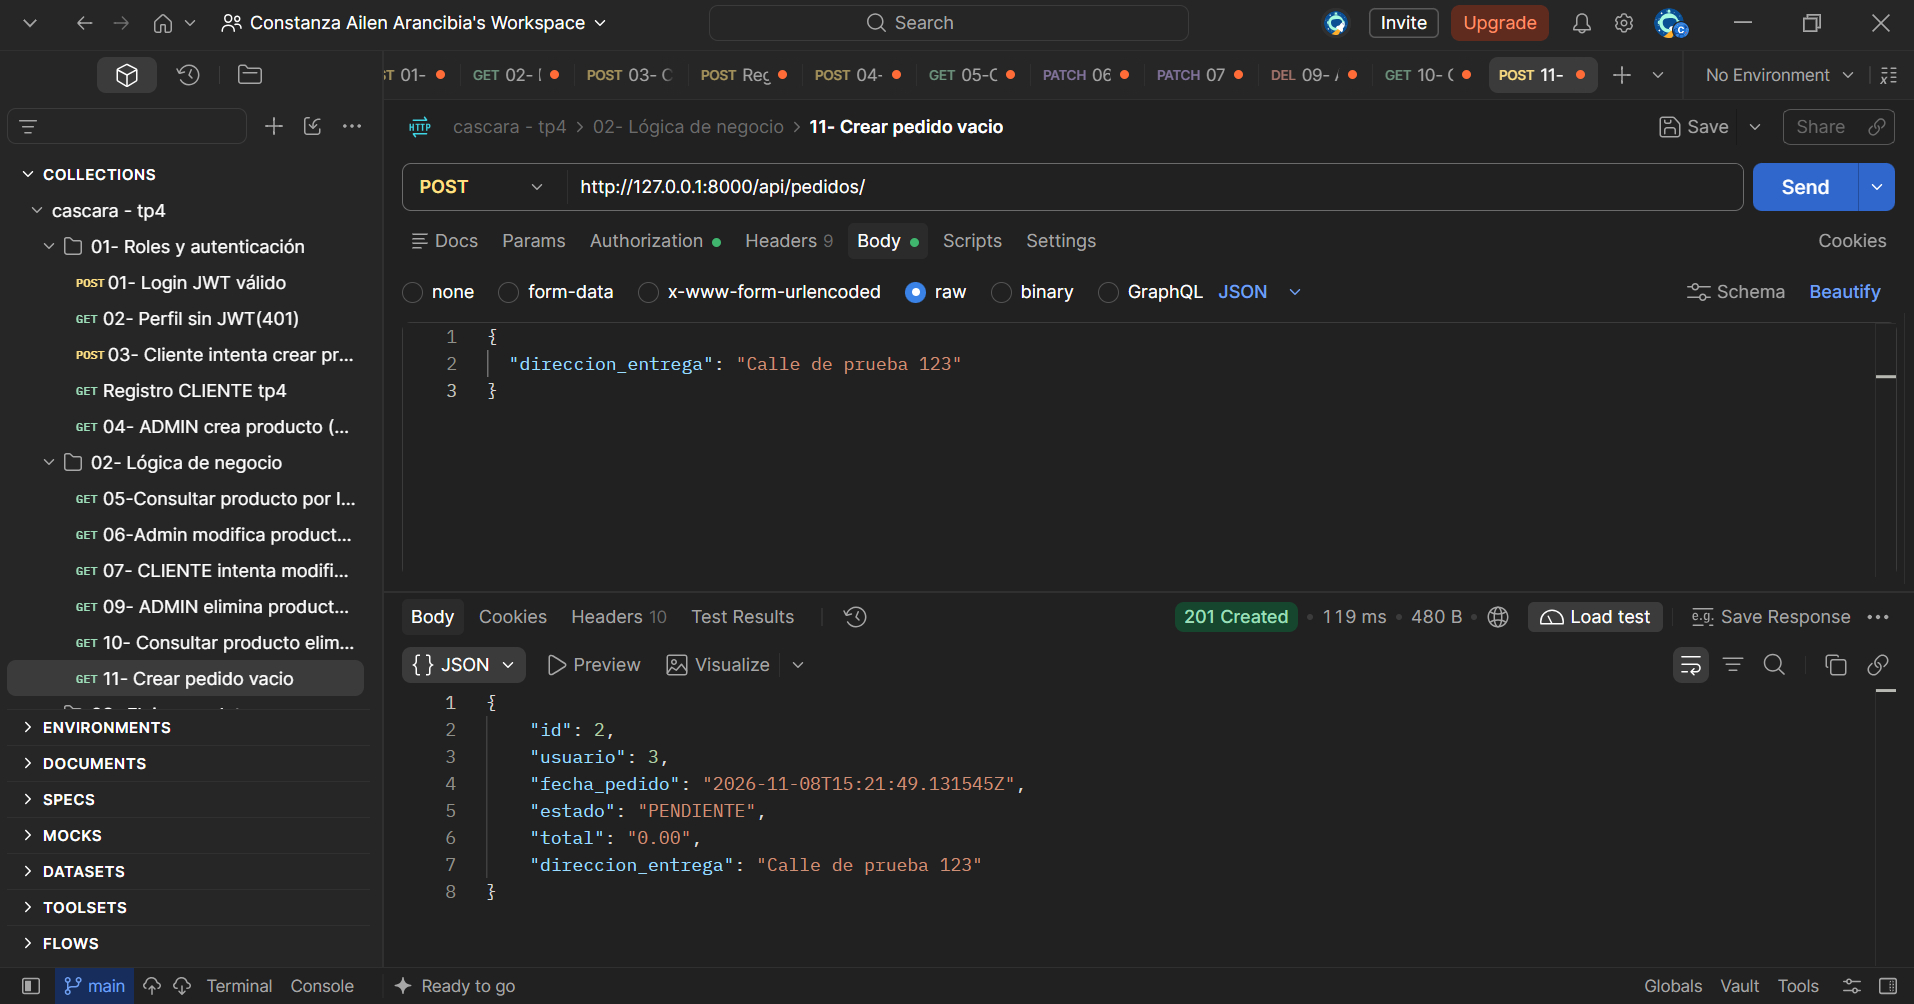 Constanza Ailen Arancibia's Workspace
Search
Invite
Upgrade
ST 01-
GET 02- I
POST 03- C
POST Reg
POST 04-
GET 05-C
PATCH 06
PATCH 07
DEL 09- A
GET 10- C
POST 11-
No Environment
HTTP
cascara - tp4 > 02- Lógica de negocio > 11- Crear pedido vacio
Save
Share
COLLECTIONS
cascara - tp4
01- Roles y autenticación
POST 01- Login JWT válido
GET 02- Perfil sin JWT(401)
POST 03- Cliente intenta crear pr...
GET Registro CLIENTE tp4
GET 04- ADMIN crea producto (...
02- Lógica de negocio
GET 05-Consultar producto por I...
GET 06-Admin modifica product...
GET 07- CLIENTE intenta modifi...
GET 09- ADMIN elimina product...
GET 10- Consultar producto elim...
GET 11- Crear pedido vacio
ENVIRONMENTS
DOCUMENTS
SPECS
MOCKS
DATASETS
TOOLSETS
FLOWS
POST
http://127.0.0.1:8000/api/pedidos/
Send
Docs
Params
Authorization
Headers 9
Body
Scripts
Settings
Cookies
none
form-data
x-www-form-urlencoded
raw
binary
GraphQL
JSON
Schema
Beautify
1 {
2 "direccion_entrega": "Calle de prueba 123"
3 }
Body
Cookies
Headers 10
Test Results
201 Created
119 ms
480 B
Load test
e.g. Save Response
{} JSON
Preview
Visualize
1 {
2 "id": 2,
3 "usuario": 3,
4 "fecha_pedido": "2026-11-08T15:21:49.131545Z",
5 "estado": "PENDIENTE",
6 "total": "0.00",
7 "direccion_entrega": "Calle de prueba 123"
8 }
main
Terminal
Console
Ready to go
Globals
Vault
Tools